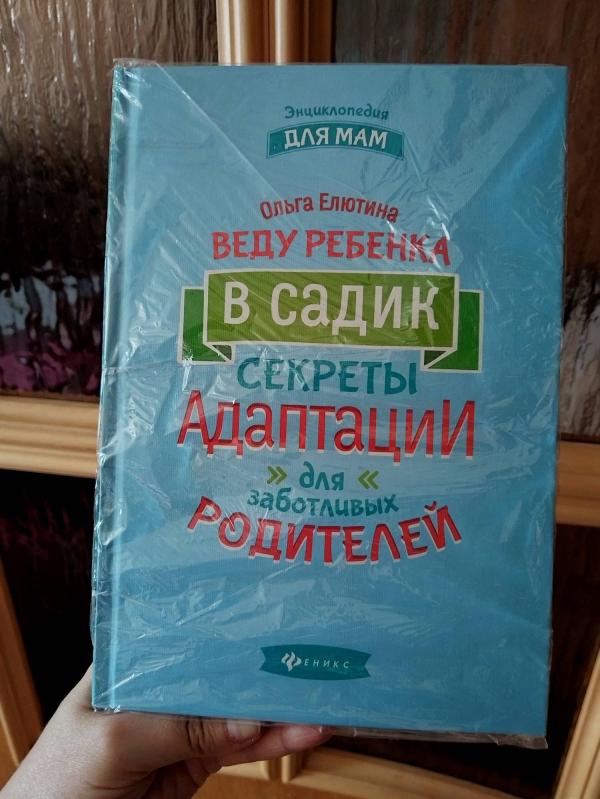 Энциклопедия
ДЛЯ МАМ
Ольга Елютина
ВЕДУ РЕБЕНКА
В САДИК
СЕКРЕТЫ
АДАПТАЦИИ
» для «
заботливых
РОДИТЕЛЕЙ
ФЕНИКС